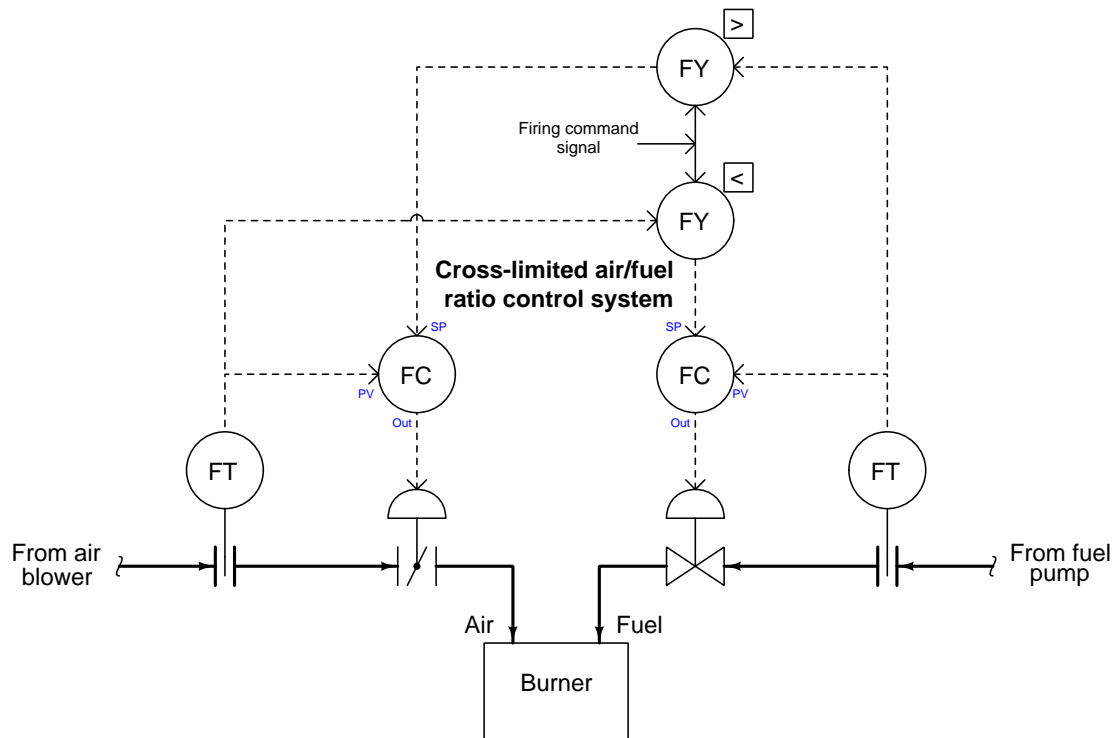 >
FY
Firing command
signal
<
FY
Cross-limited air/fuel
ratio control system
SP
SP
FC
FC
PV
PV
Out
Out
FT
FT
From air
blower
From fuel
pump
Air
Fuel
Burner